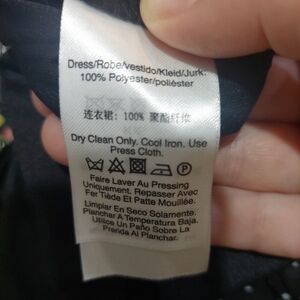 Dress/Robe/Vestido/Kleid/Jurk:
100% Polyester/poliéster
连衣裙: 100% 聚酯纤维
Dry Clean Only. Cool Iron. Use
Press Cloth.
P
Faire Laver Au Pressing
Uniquement. Repasser Avec
Fer Tiède Et Patte Mouillée.
Limpiar En Seco Solamente.
Planchar A Temperatura Baja.
Utilice Un Paño Sobre La
Prenda Al Planchar.